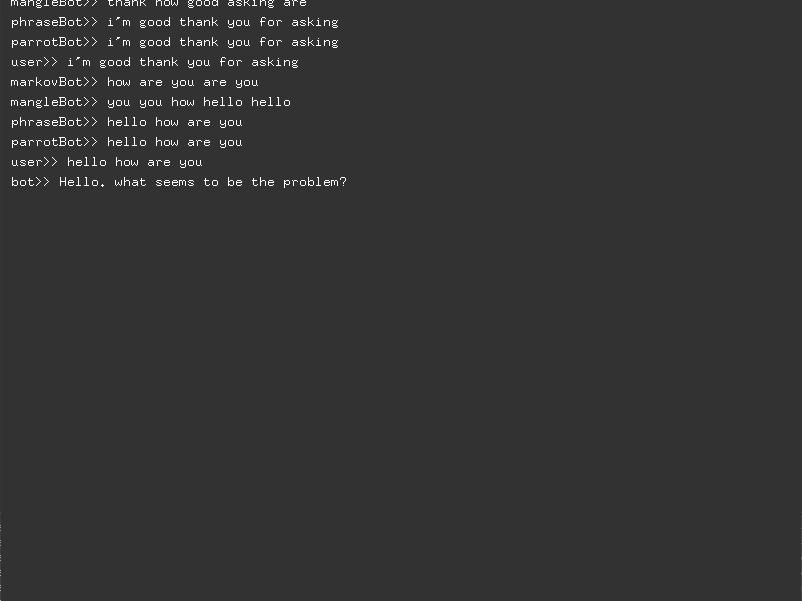 mangleBot>> thank how good asking are
phraseBot>> i'm good thank you for asking
parrotBot>> i'm good thank you for asking
user>> i'm good thank you for asking
markovBot>> how are you are you
mangleBot>> you you how hello hello
phraseBot>> hello how are you
parrotBot>> hello how are you
user>> hello how are you
bot>> Hello. what seems to be the problem?